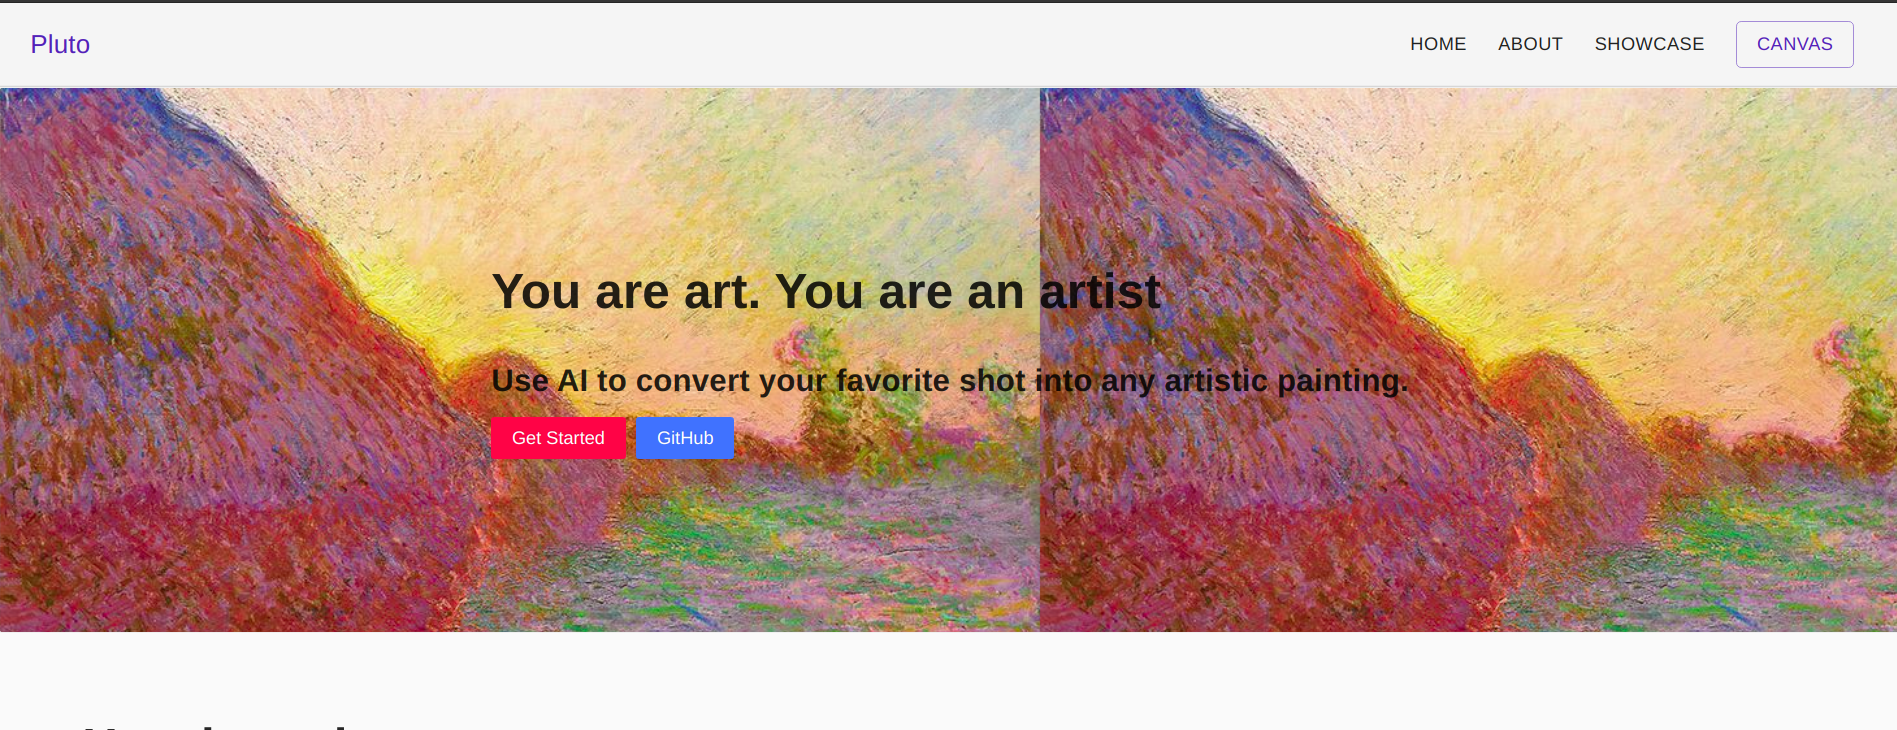 Pluto
HOME ABOUT SHOWCASE CANVAS
You are art. You are an artist
Use AI to convert your favorite shot into any artistic painting.
Get Started GitHub